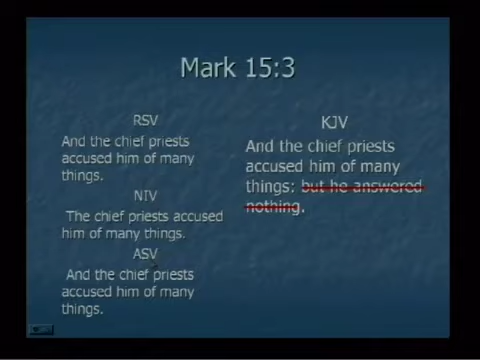 Mark 15:3
RSV
And the chief priests
accused him of many
things.
NIV
The chief priests accused
him of many things.
ASV
And the chief priests
accused him of many
things.
KJV
And the chief priests
accused him of many
things: but he answered
nothing.